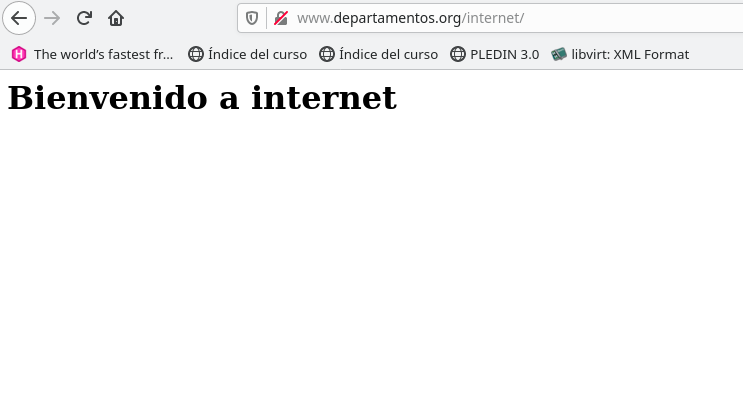 www.departamentos.org/internet/
The world's fastest fr... Índice del curso Índice del curso PLEDIN 3.0 libvirt: XML Format
Bienvenido a internet